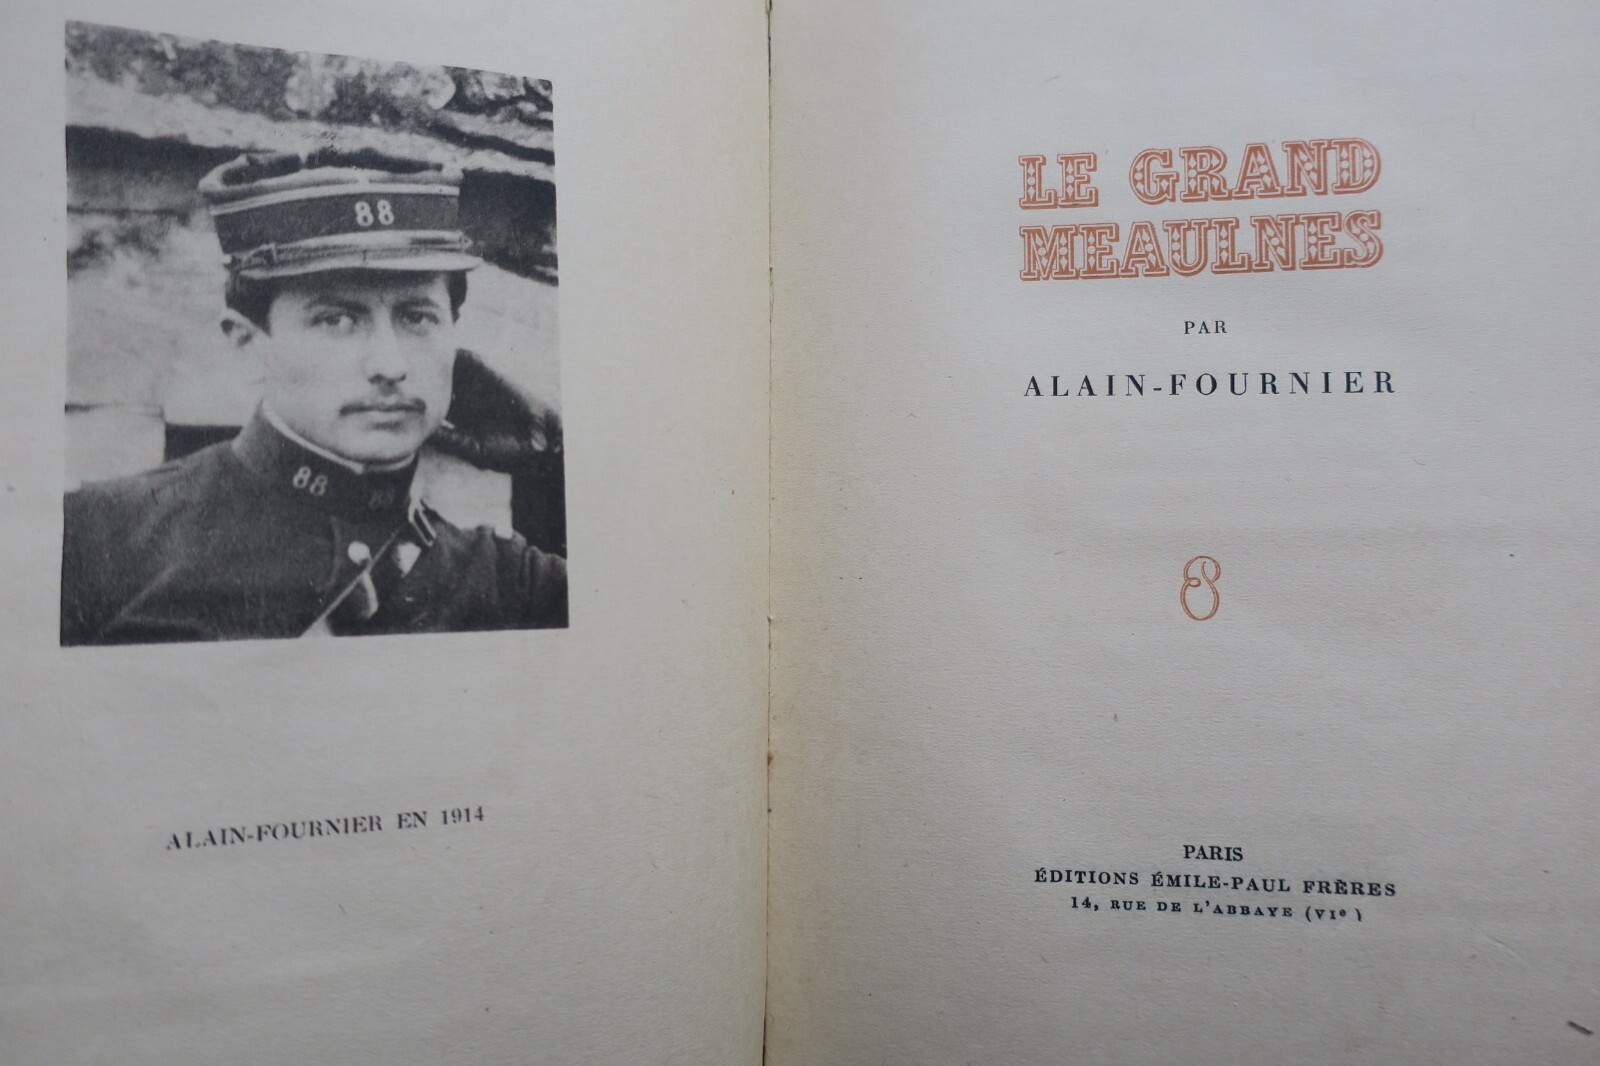 88
88
88
ALAIN-FOURNIER EN 1914
LE GRAND
MEAULNES
PAR
ALAIN-FOURNIER
PARIS
ÉDITIONS ÉMILE-PAUL FRÈRES
14, RUE DE L'ABBAYE (VIe)